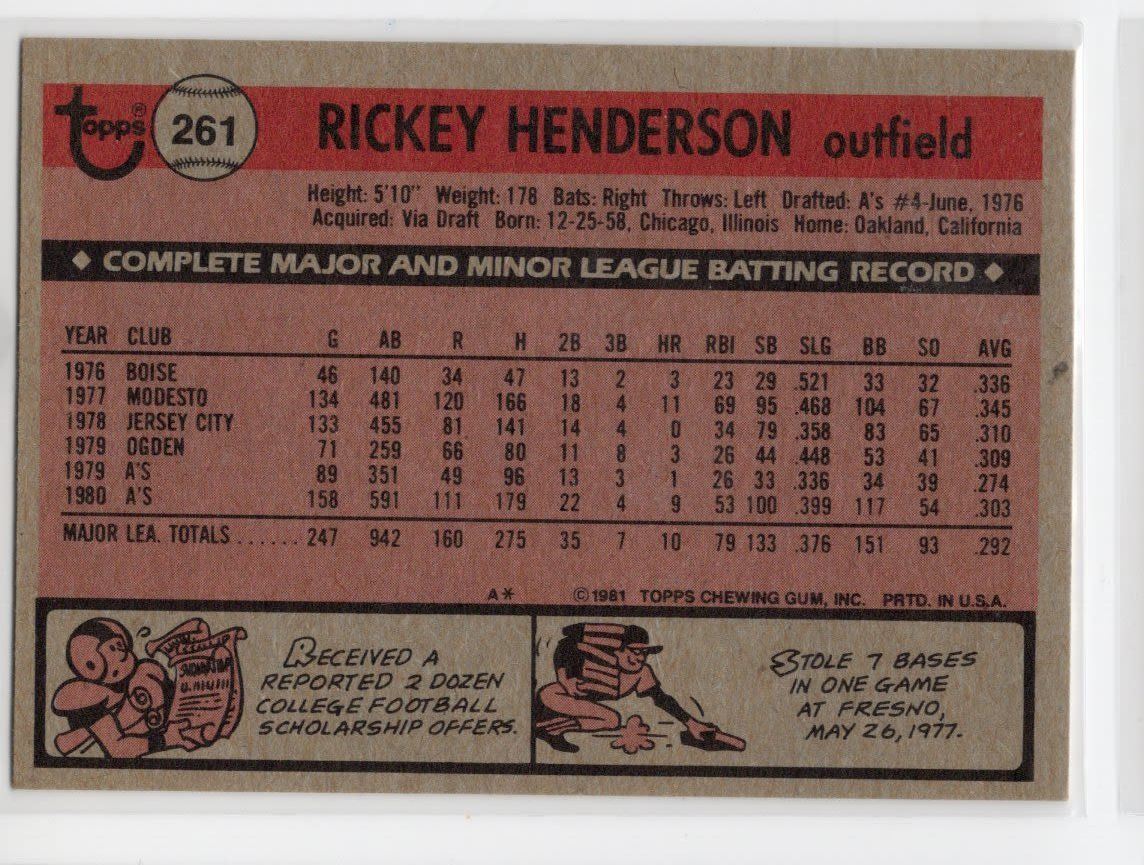 topps® 261 RICKEY HENDERSON outfield
Height: 5'10" Weight: 178 Bats: Right Throws: Left Drafted: A's #4-June, 1976
Acquired: Via Draft Born: 12-25-58, Chicago, Illinois Home: Oakland, California
◆ COMPLETE MAJOR AND MINOR LEAGUE BATTING RECORD ◆
YEAR CLUB G AB R H 2B 3B HR RBI SB SLG BB SO AVG
1976 BOISE 46 140 34 47 13 2 3 23 29 .521 33 32 .336
1977 MODESTO 134 481 120 166 18 4 11 69 95 .468 104 67 .345
1978 JERSEY CITY 133 455 81 141 14 4 0 34 79 .358 83 65 .310
1979 OGDEN 71 259 66 80 11 8 3 26 44 .448 53 41 .309
1979 A'S 89 351 49 96 13 3 1 26 33 .336 34 39 .274
1980 A'S 158 591 111 179 22 4 9 53 100 .399 117 54 .303
MAJOR LEA. TOTALS ...... 247 942 160 275 35 7 10 79 133 .376 151 93 .292
A* ©1981 TOPPS CHEWING GUM, INC. PRTD. IN U.S.A.
RECEIVED A
REPORTED 2 DOZEN
COLLEGE FOOTBALL
SCHOLARSHIP OFFERS.
STOLE 7 BASES
IN ONE GAME
AT FRESNO,
MAY 26, 1977.